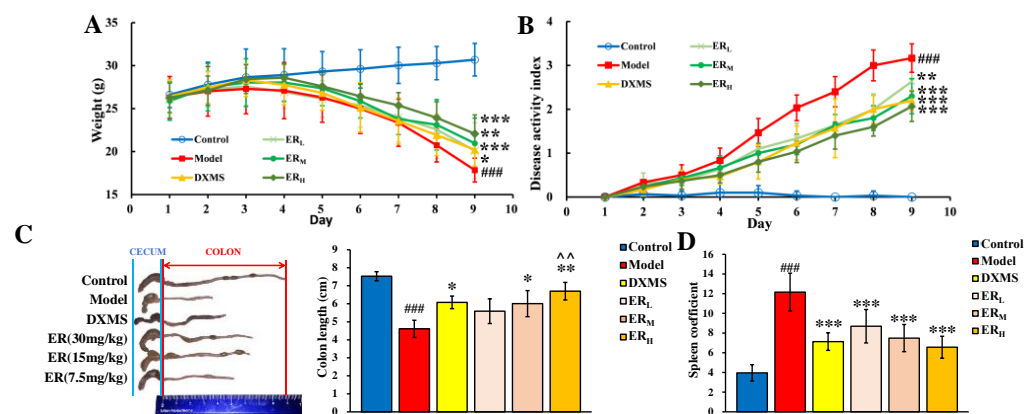 A
Weight (g)
35
30
25
20
15
0 1 2 3 4 5 6 7 8 9 10
Day
Control
Model
DXMS
ERL
ERM
ERH
***
**
***
*
###
B
Disease activity index
4
3
2
1
0
0 1 2 3 4 5 6 7 8 9 10
Day
Control
Model
DXMS
ERL
ERM
ERH
###
**
***
***
***
C
CECUM COLON
Control
Model
DXMS
ER(30mg/kg)
ER(15mg/kg)
ER(7.5mg/kg)
Colon length (cm)
9
8
7
6
5
4
3
2
1
0
###
*
*
^^
**
Control
Model
DXMS
ERL
ERM
ERH
D
Spleen coefficient
16
14
12
10
8
6
4
2
0
###
***
***
***
***
Control
Model
DXMS
ERL
ERM
ERH